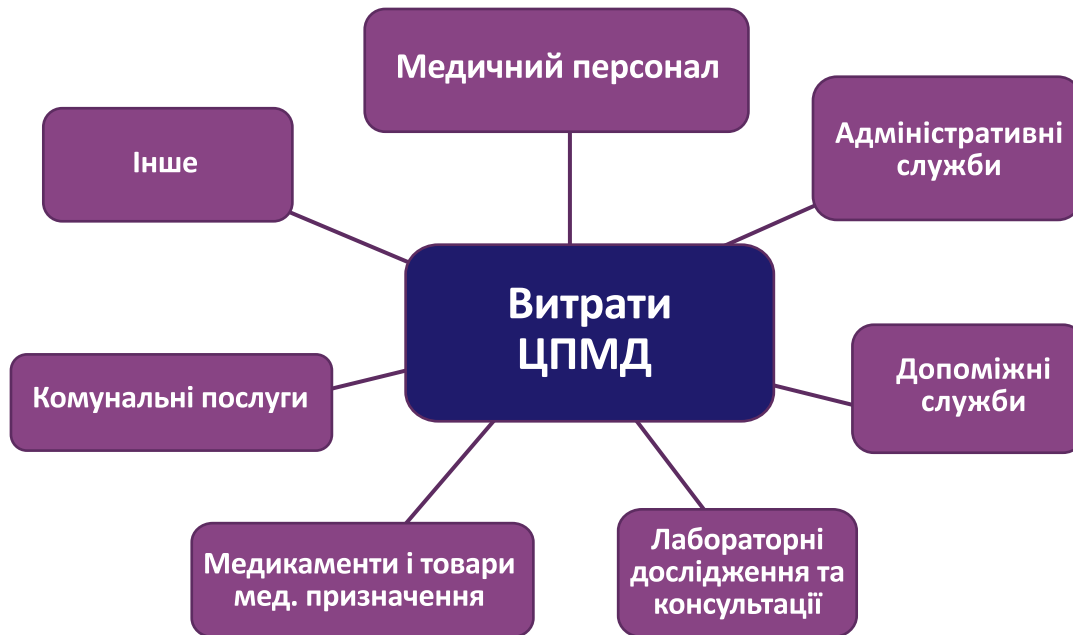 Медичний персонал
Інше
Адміністративні
служби
Витрати
ЦПМД
Комунальні послуги
Допоміжні
служби
Медикаменти і товари
мед. призначення
Лабораторні
дослідження та
консультації